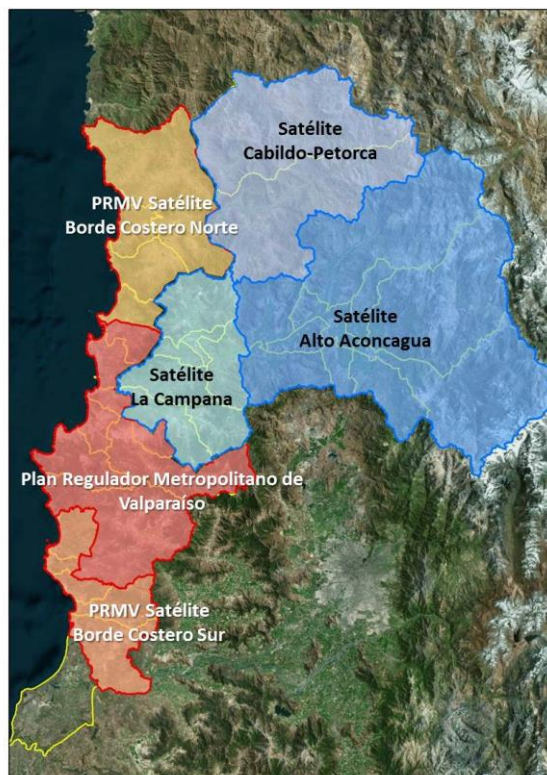 Satélite
Cabildo-Petorca
PRMV Satélite
Borde Costero Norte
Satélite
Alto Aconcagua
Satélite
La Campana
Plan Regulador Metropolitano de
Valparaíso
PRMV Satélite
Borde Costero Sur